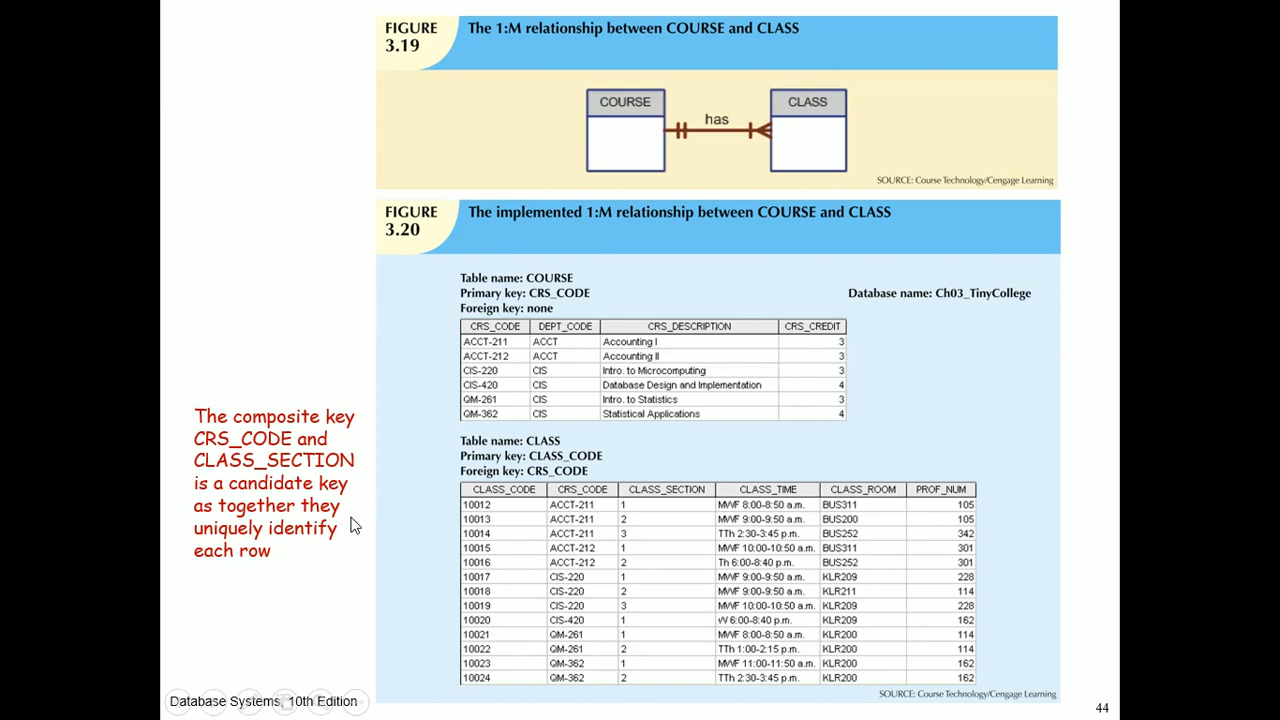 FIGURE 3.19
The 1:M relationship between COURSE and CLASS
COURSE
has
CLASS
SOURCE: Course Technology/Cengage Learning
FIGURE 3.20
The implemented 1:M relationship between COURSE and CLASS
Table name: COURSE
Primary key: CRS_CODE
Foreign key: none
Database name: Ch03_TinyCollege
CRS_CODE DEPT_CODE CRS_DESCRIPTION CRS_CREDIT
ACCT-211 ACCT Accounting I 3
ACCT-212 ACCT Accounting II 3
CIS-220 CIS Intro. to Microcomputing 3
CIS-420 CIS Database Design and Implementation 4
QM-261 CIS Intro. to Statistics 3
QM-362 CIS Statistical Applications 4
Table name: CLASS
Primary key: CLASS_CODE
Foreign key: CRS_CODE
CLASS_CODE CRS_CODE CLASS_SECTION CLASS_TIME CLASS_ROOM PROF_NUM
10012 ACCT-211 1 MWF 8:00-8:50 a.m. BUS311 105
10013 ACCT-211 2 MWF 9:00-9:50 a.m. BUS200 105
10014 ACCT-211 3 TTh 2:30-3:45 p.m. BUS252 342
10015 ACCT-212 1 MWF 10:00-10:50 a.m. BUS311 301
10016 ACCT-212 2 Th 6:00-8:40 p.m. BUS252 301
10017 CIS-220 1 MWF 9:00-9:50 a.m. KLR209 228
10018 CIS-220 2 MWF 9:00-9:50 a.m. KLR211 114
10019 CIS-220 3 MWF 10:00-10:50 a.m. KLR209 228
10020 CIS-420 1 W 6:00-8:40 p.m. KLR209 162
10021 QM-261 1 MWF 8:00-8:50 a.m. KLR200 114
10022 QM-261 2 TTh 1:00-2:15 p.m. KLR200 114
10023 QM-362 1 MWF 11:00-11:50 a.m. KLR200 162
10024 QM-362 2 TTh 2:30-3:45 p.m. KLR200 162
SOURCE: Course Technology/Cengage Learning
The composite key
CRS_CODE and
CLASS_SECTION
is a candidate key
as together they
uniquely identify
each row
Database Systems, 10th Edition
44